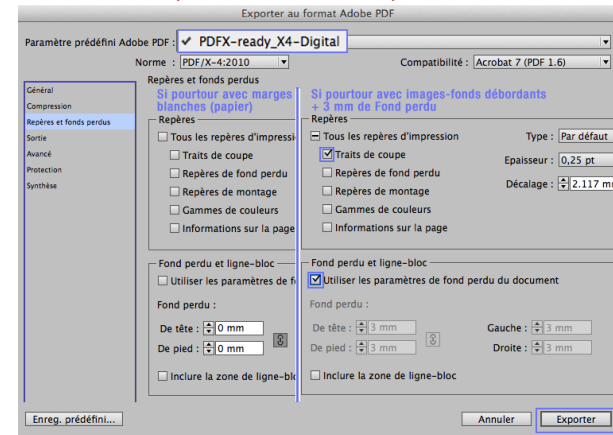 Exporter au format Adobe PDF
Paramètre prédéfini Adobe PDF : ✓ PDFX-ready_X4-Digital
Norme : PDF/X-4:2010 Compatibilité : Acrobat 7 (PDF 1.6)
Général
Compression
Repères et fonds perdus
Sortie
Avancé
Protection
Synthèse
Repères et fonds perdus
Si pourtour avec marges
blanches (papier)
Repères
Tous les repères d'impressi
Traits de coupe
Repères de fond perdu
Repères de montage
Gammes de couleurs
Informations sur la page
Fond perdu et ligne-bloc
Utiliser les paramètres de f
Fond perdu :
De tête : 0 mm
De pied : 0 mm
Inclure la zone de ligne-blo
Si pourtour avec images-fonds débordants
+ 3 mm de Fond perdu
Repères
Tous les repères d'impression Type : Par défaut
Traits de coupe Epaisseur : 0,25 pt
Repères de fond perdu Décalage : 2.117 m
Repères de montage
Gammes de couleurs
Informations sur la page
Fond perdu et ligne-bloc
Utiliser les paramètres de fond perdu du document
Fond perdu :
De tête : 3 mm Gauche : 3 mm
De pied : 3 mm Droite : 3 mm
Inclure la zone de ligne-bloc
Enreg. prédéfini... Annuler Exporter